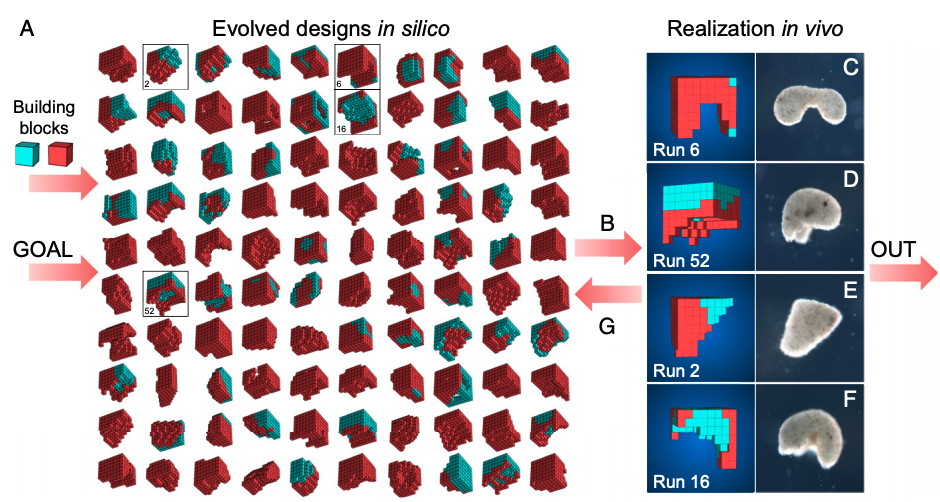 A
Evolved designs in silico
Realization in vivo
2
6
16
Building
blocks
GOAL
52
B
G
C
Run 6
D
Run 52
E
Run 2
F
Run 16
OUT